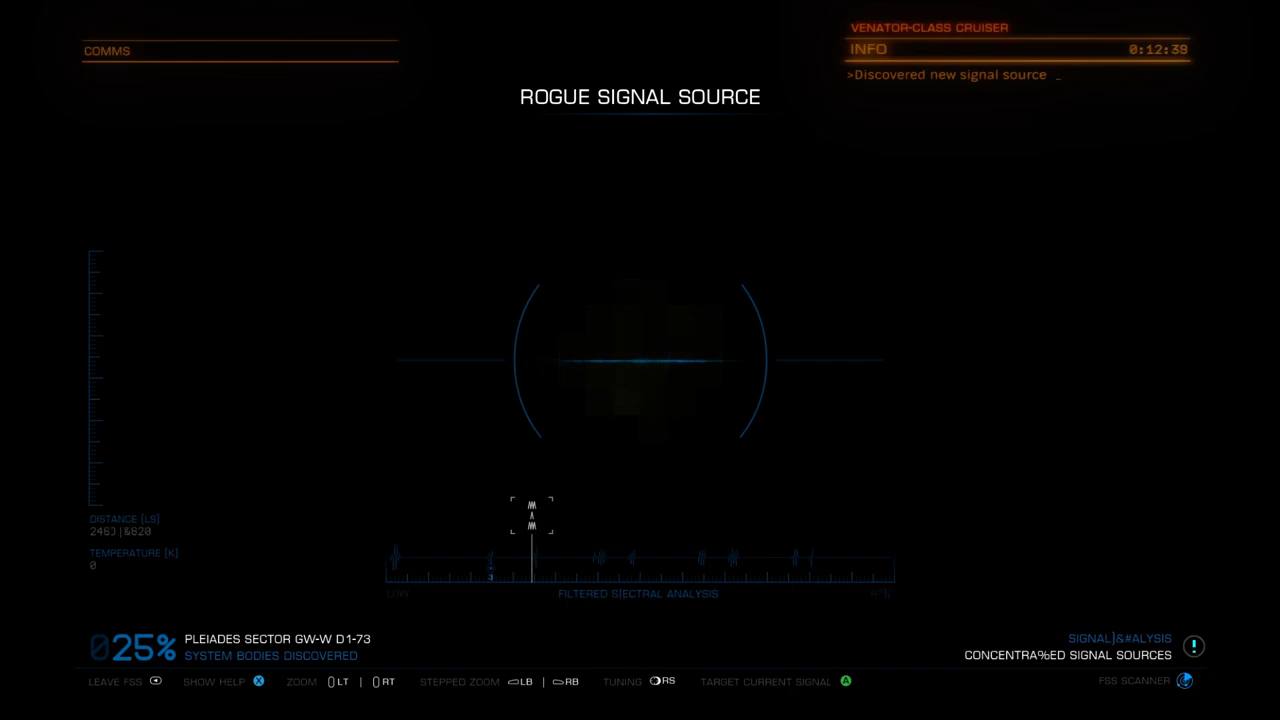 COMMS
VENATOR-CLASS CRUISER
INFO 0:12:39
>Discovered new signal source _
ROGUE SIGNAL SOURCE
DISTANCE [LS]
TEMPERATURE [K]
0
LOW
FILTERED S[ECTRAL ANALYSIS
025% PLEIADES SECTOR GW-W D1-73
SYSTEM BODIES DISCOVERED
SIGNAL]&#ALYSIS
CONCENTRA%ED SIGNAL SOURCES
LEAVE FSS SHOW HELP X ZOOM LT | RT STEPPED ZOOM LB | RB TUNING RS TARGET CURRENT SIGNAL A FSS SCANNER